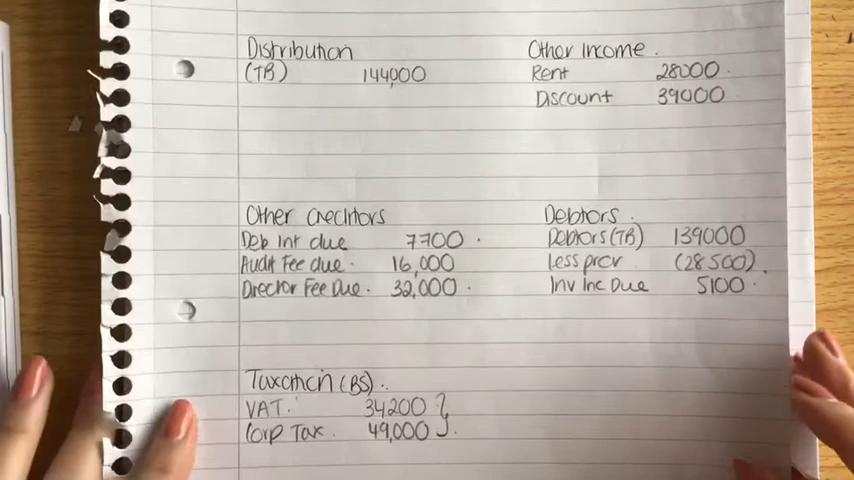 Distribution
(TB) 144,000
Other Income.
Rent 28000.
Discount 39000
Other Creditors
Deb Int due 7700.
Audit Fee due. 16,000
Director Fee Due. 32,000.
Debtors.
Debtors (TB) 139000
Less prov (28500).
Inv Inc Due 5100.
Taxation (BS)..
VAT. 34200 }
Corp Tax. 49,000 }.